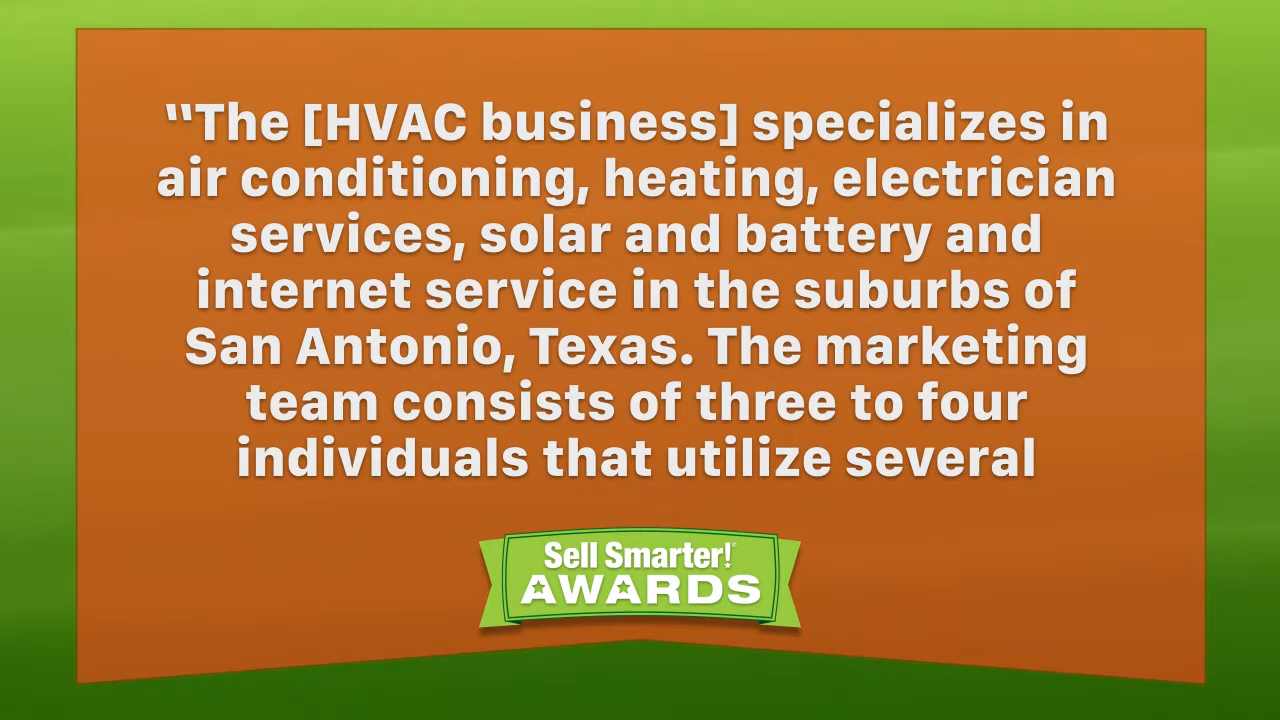 “The [HVAC business] specializes in
air conditioning, heating, electrician
services, solar and battery and
internet service in the suburbs of
San Antonio, Texas. The marketing
team consists of three to four
individuals that utilize several
Sell Smarter!
AWARDS